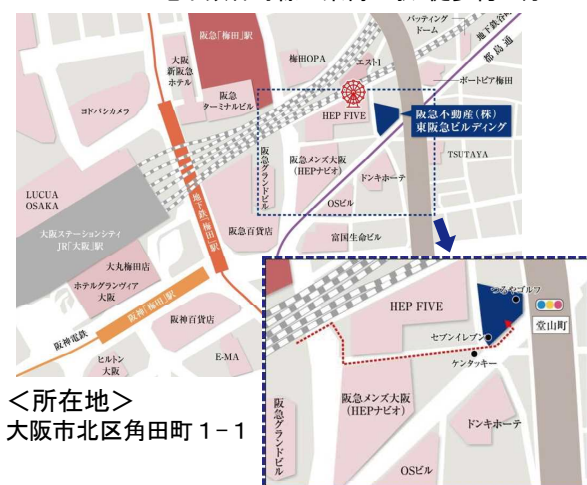 阪急「梅田」駅
バッティング
ドーム
地下鉄谷
都島通
大阪
新阪急
ホテル
梅田OPA
エスト1
ボートピア梅田
ヨドバシカメラ
阪急
ターミナルビル
HEP FIVE
阪急不動産(株)
東阪急ビルディング
阪急グランドビル
阪急メンズ大阪
(HEPナビオ)
TSUTAYA
ドンキホーテ
LUCUA
OSAKA
地下鉄「梅田」駅
OSビル
大阪ステーションシティ
JR「大阪」駅
阪急百貨店
富国生命ビル
大丸梅田店
ホテルグランヴィア
大阪
阪神「梅田」駅
阪神電鉄
阪神百貨店
ヒルトン
大阪
E-MA
つるやゴルフ
HEP FIVE
堂山町
セブンイレブン
ケンタッキー
阪急メンズ大阪
(HEPナビオ)
阪急グランドビル
ドンキホーテ
OSビル
<所在地>
大阪市北区角田町1-1